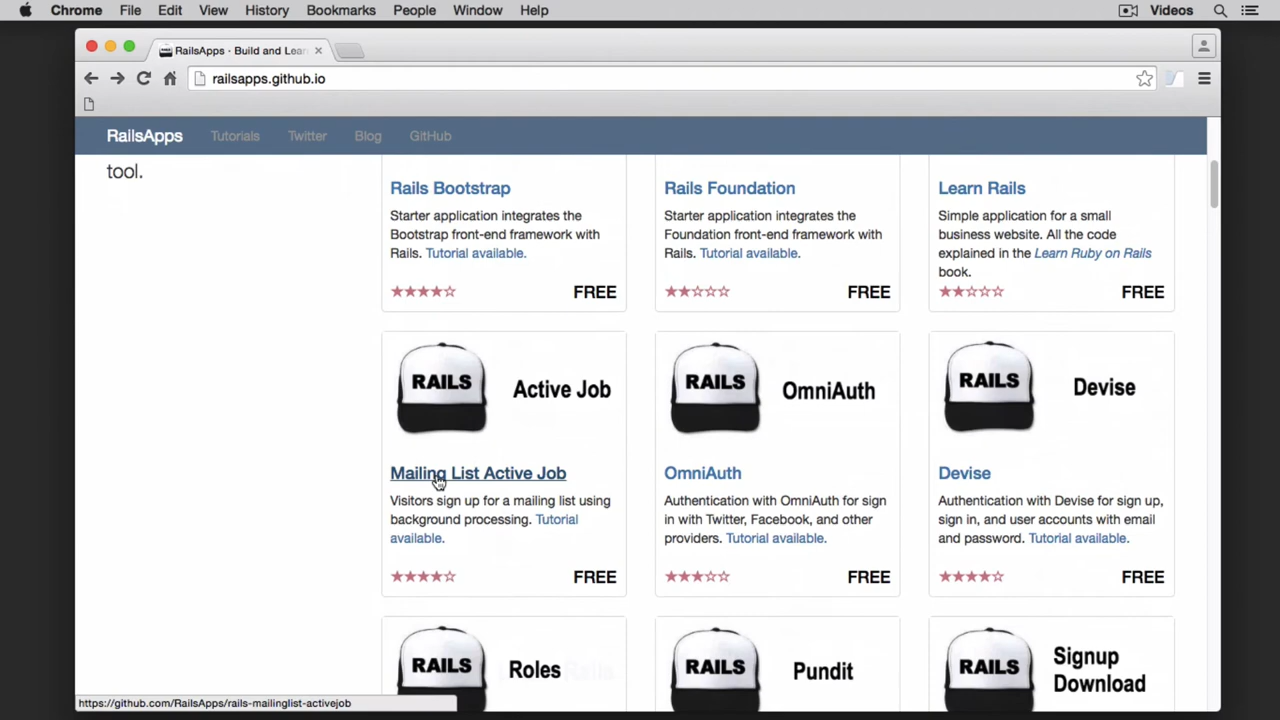 Chrome File Edit View History Bookmarks People Window Help Videos
RailsApps · Build and Lear
railsapps.github.io
RailsApps Tutorials Twitter Blog GitHub
tool.
Rails Bootstrap
Starter application integrates the
Bootstrap front-end framework with
Rails. Tutorial available.
★★★★☆ FREE
Rails Foundation
Starter application integrates the
Foundation front-end framework with
Rails. Tutorial available.
★★☆☆☆ FREE
Learn Rails
Simple application for a small
business website. All the code
explained in the Learn Ruby on Rails
book.
★★☆☆☆ FREE
RAILS Active Job
Mailing List Active Job
Visitors sign up for a mailing list using
background processing. Tutorial
available.
★★★★☆ FREE
RAILS OmniAuth
OmniAuth
Authentication with OmniAuth for sign
in with Twitter, Facebook, and other
providers. Tutorial available.
★★★☆☆ FREE
RAILS Devise
Devise
Authentication with Devise for sign up,
sign in, and user accounts with email
and password. Tutorial available.
★★★★☆ FREE
RAILS Roles
RAILS Pundit
RAILS Signup
Download
https://github.com/RailsApps/rails-mailinglist-activejob